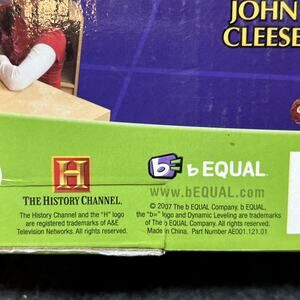 JOHN
CLEESE
H
THE HISTORY CHANNEL.
The History Channel and the "H" logo
are registered trademarks of A&E
Television Networks. All rights reserved.
b EQUAL.
www.bEQUAL.com
© 2007 The b EQUAL Company. b EQUAL,
the "b=" logo and Dynamic Leveling are trademarks
of The b EQUAL Company. All rights reserved.
Made in China. Part Number AE001.121.01